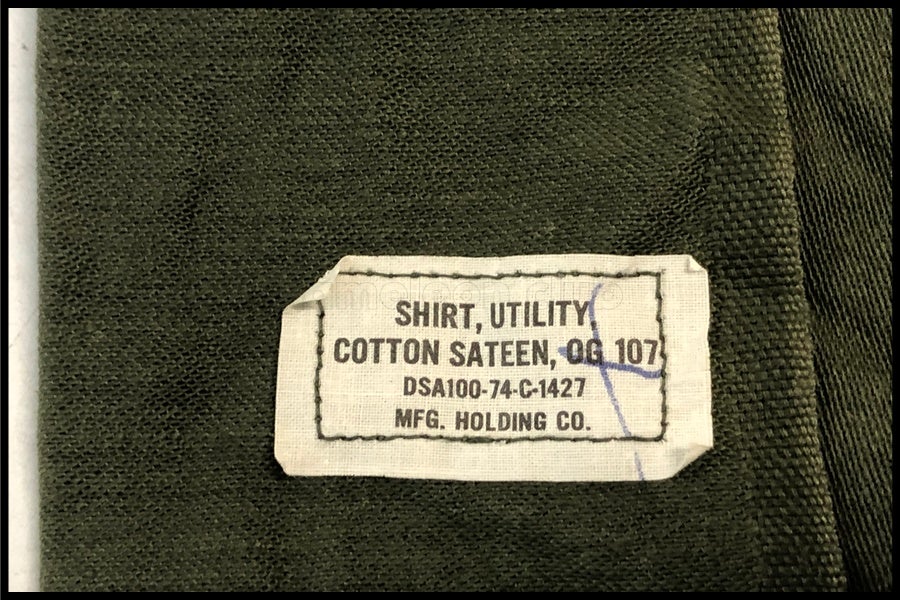 SHIRT, UTILITY,
COTTON SATEEN, OG 107
DSA100-74-C-1427
MFG. HOLDING CO.